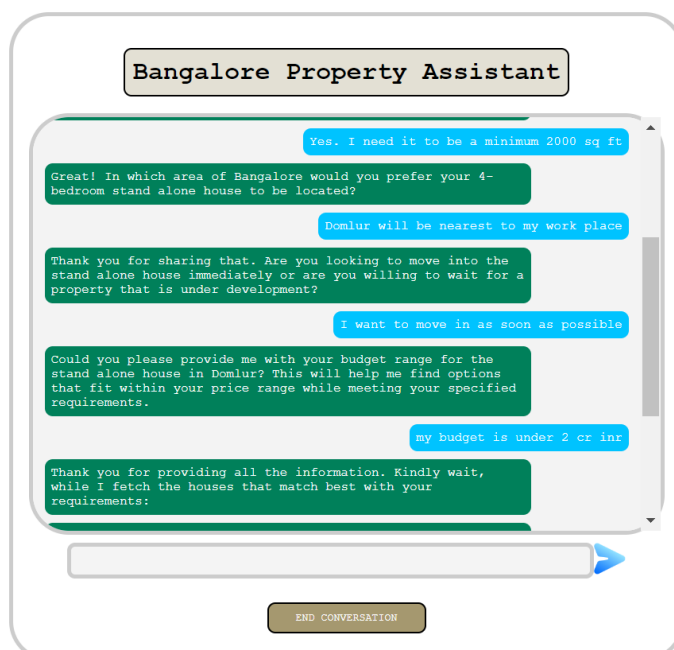 Bangalore Property Assistant
Yes. I need it to be a minimum 2000 sq ft
Great! In which area of Bangalore would you prefer your 4-
bedroom stand alone house to be located?
Domlur will be nearest to my work place
Thank you for sharing that. Are you looking to move into the
stand alone house immediately or are you willing to wait for a
property that is under development?
I want to move in as soon as possible
Could you please provide me with your budget range for the
stand alone house in Domlur? This will help me find options
that fit within your price range while meeting your specified
requirements.
my budget is under 2 cr inr
Thank you for providing all the information. Kindly wait,
while I fetch the houses that match best with your
requirements:
END CONVERSATION